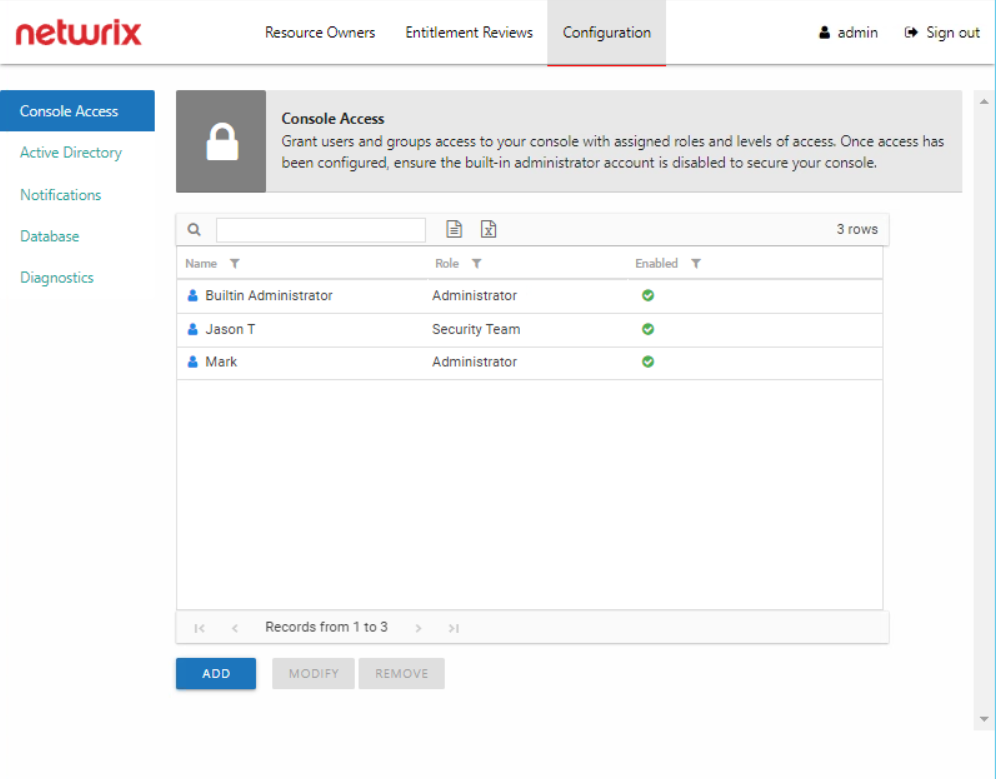 netwrix
Resource Owners
Entitlement Reviews
Configuration
admin
Sign out
Console Access
Active Directory
Notifications
Database
Diagnostics
Console Access
Grant users and groups access to your console with assigned roles and levels of access. Once access has
been configured, ensure the built-in administrator account is disabled to secure your console.
3 rows
Name Role Enabled
Builtin Administrator Administrator
Jason T Security Team
Mark Administrator
Records from 1 to 3
ADD MODIFY REMOVE